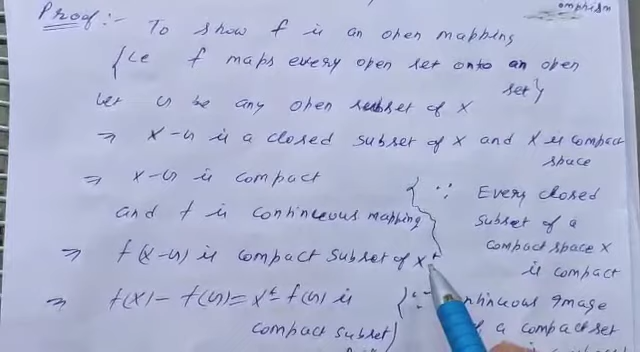 omphism
Proof :-
To show f is an open mapping
{i.e f maps every open set onto an open set}
Let G be any open subset of X
⇒ X-G is a closed subset of X and X is compact space
⇒ X-G is compact
and f is continuous mapping
{∵ Every closed subset of a compact space X is compact
⇒ f(X-G) is compact subset of X*
⇒ f(X) - f(G) = X* - f(G) is compact subset
{∵ ntinuous Image a compact set